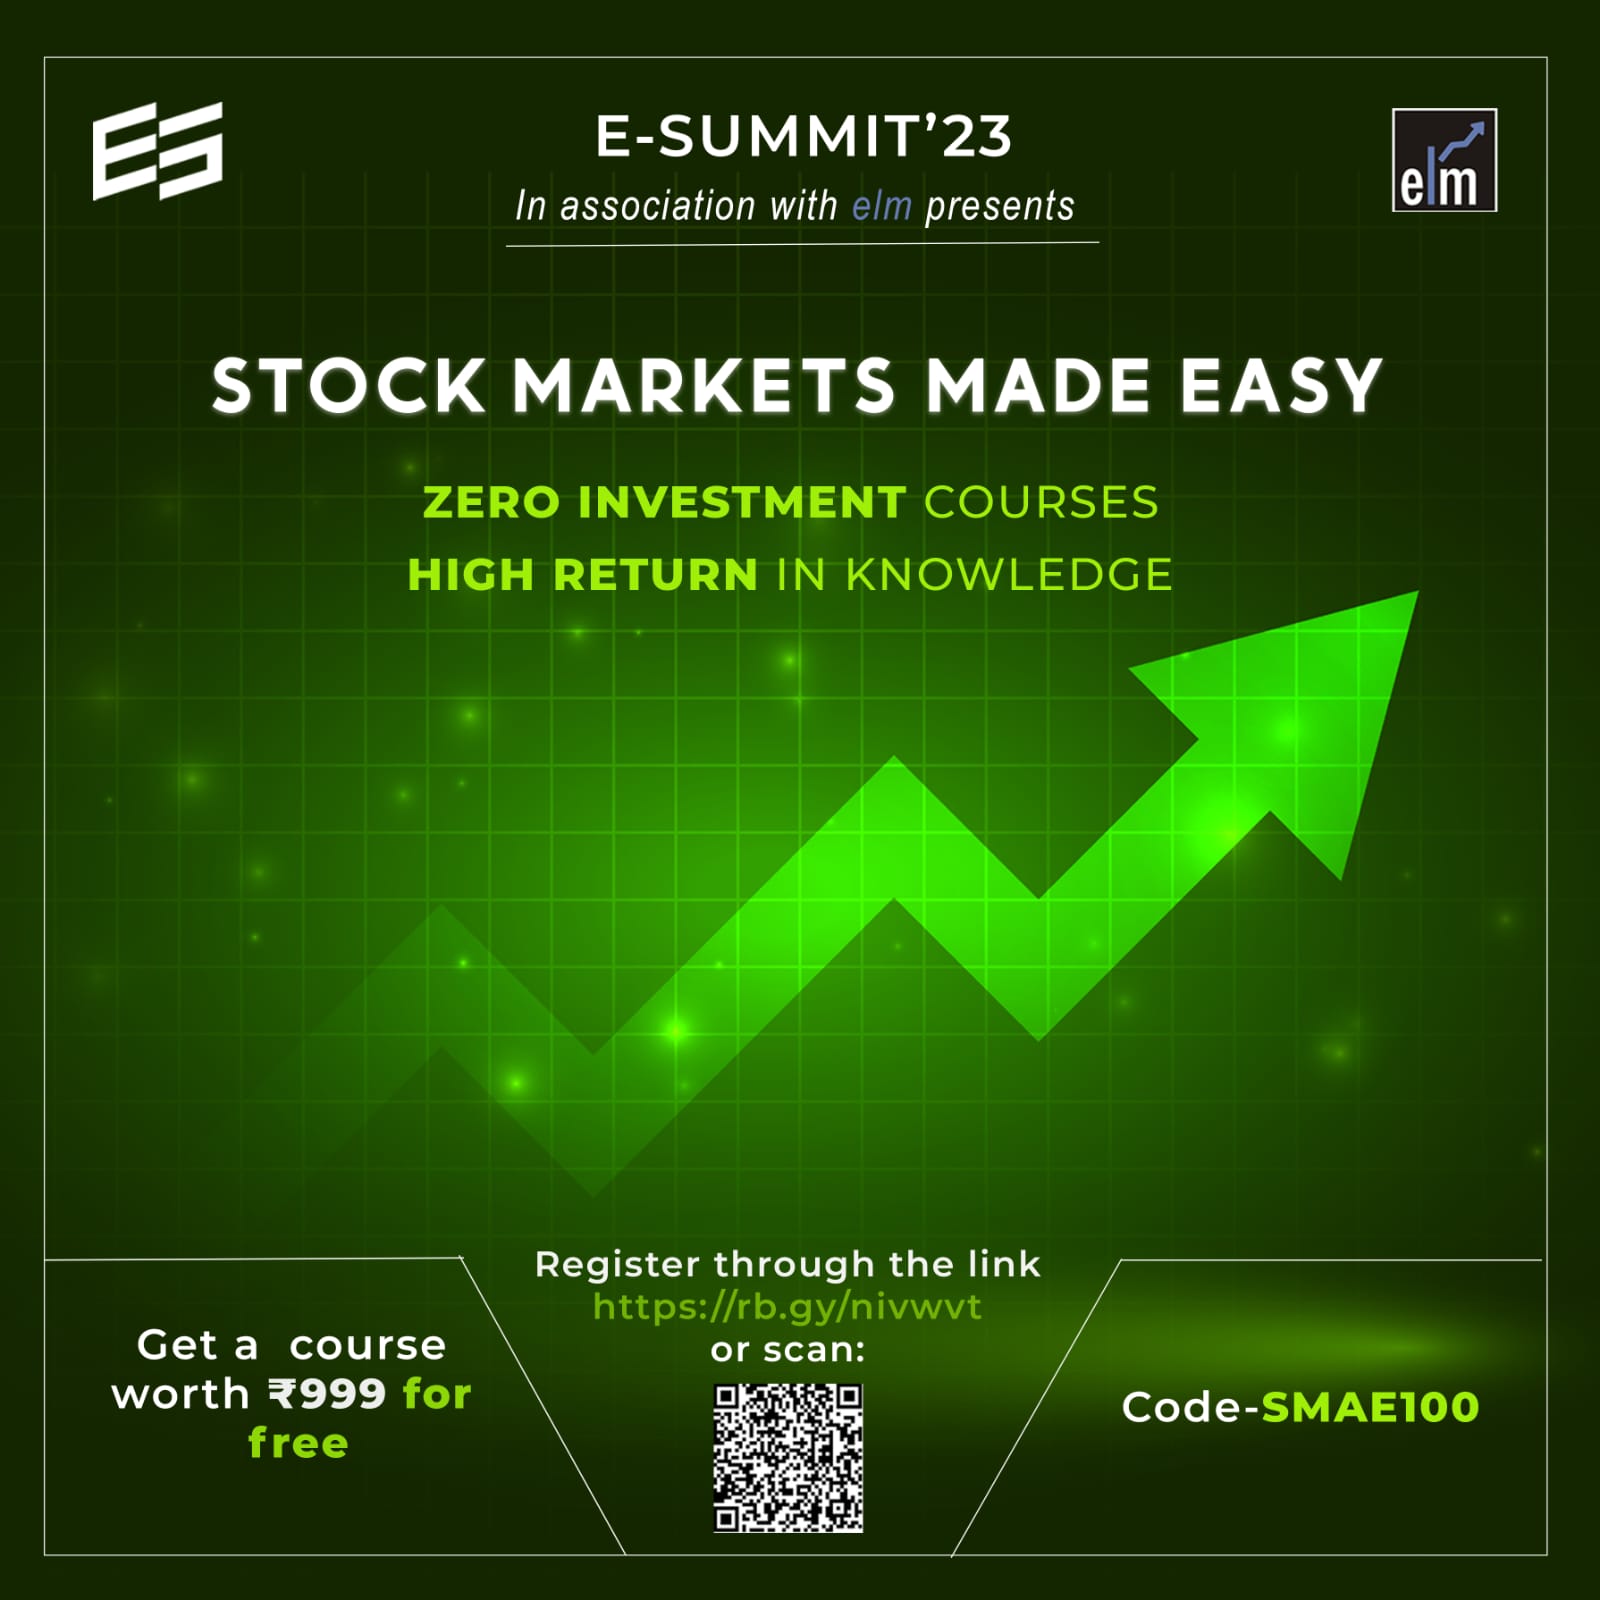 ES
E-SUMMIT’23
elm
In association with elm presents
STOCK MARKETS MADE EASY
ZERO INVESTMENT COURSES
HIGH RETURN IN KNOWLEDGE
Register through the link
https://rb.gy/nivwvt
or scan:
Get a course
worth ₹999 for
free
Code-SMAE100